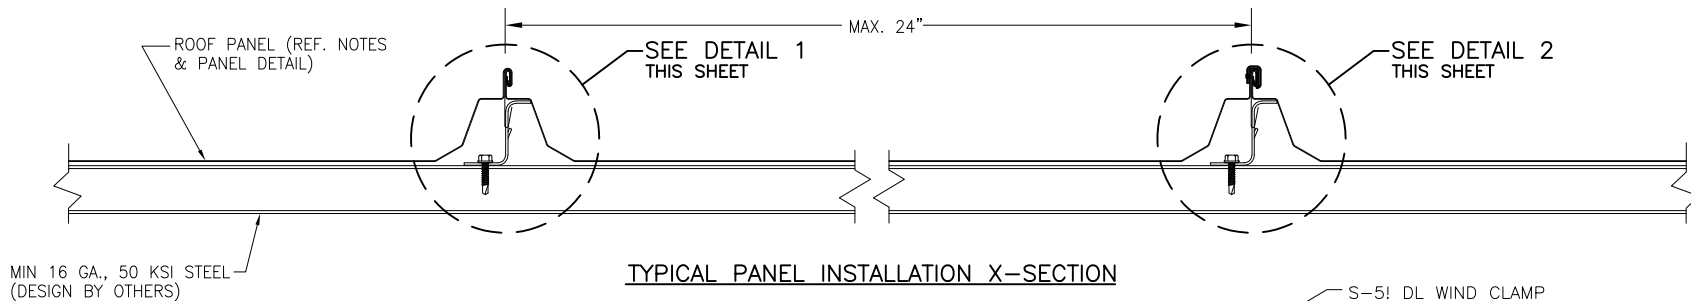 MAX. 24"
ROOF PANEL (REF. NOTES
& PANEL DETAIL)
SEE DETAIL 1
THIS SHEET
SEE DETAIL 2
THIS SHEET
MIN 16 GA., 50 KSI STEEL
(DESIGN BY OTHERS)
TYPICAL PANEL INSTALLATION X-SECTION
S-5! DL WIND CLAMP